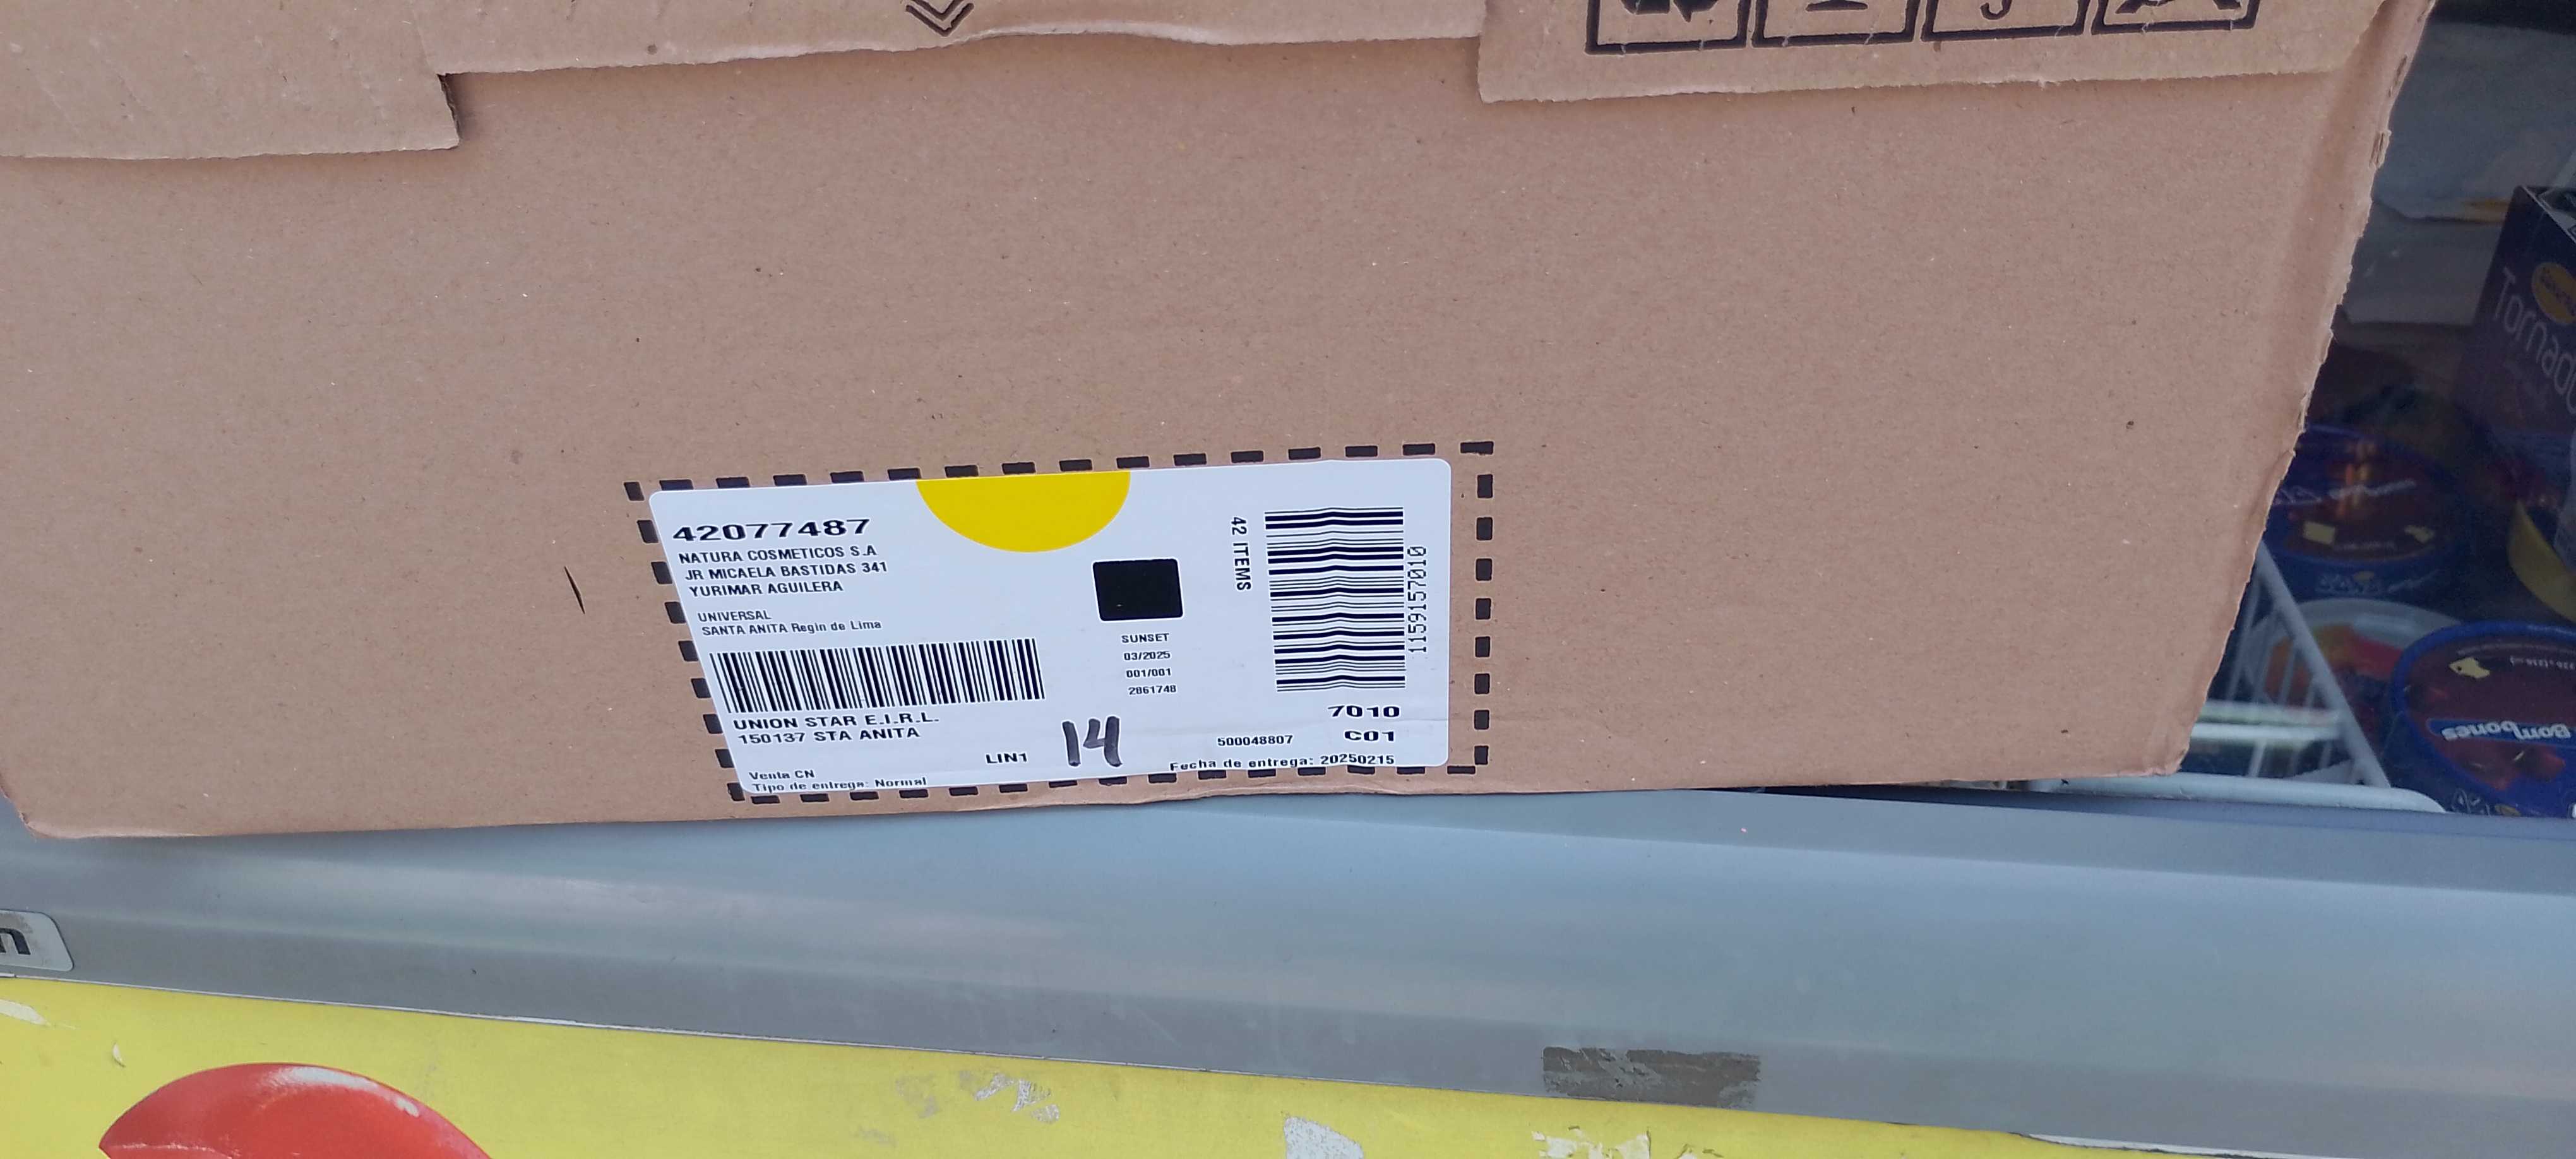 42077487
NATURA COSMETICOS S.A
JR MICAELA BASTIDAS 341
YURIMAR AGUILERA
UNIVERSAL
SANTA ANITA Regin de Lima
UNION STAR E.I.R.L.
150137 STA ANITA
LIN1
14
Venta CN
Tipo de entrega: Normal
SUNSET
03/2025
001/001
2861748
42 ITEMS
1159157010
7010
500048807
C01
Fecha de entrega: 20250215
Tornado
Bombones